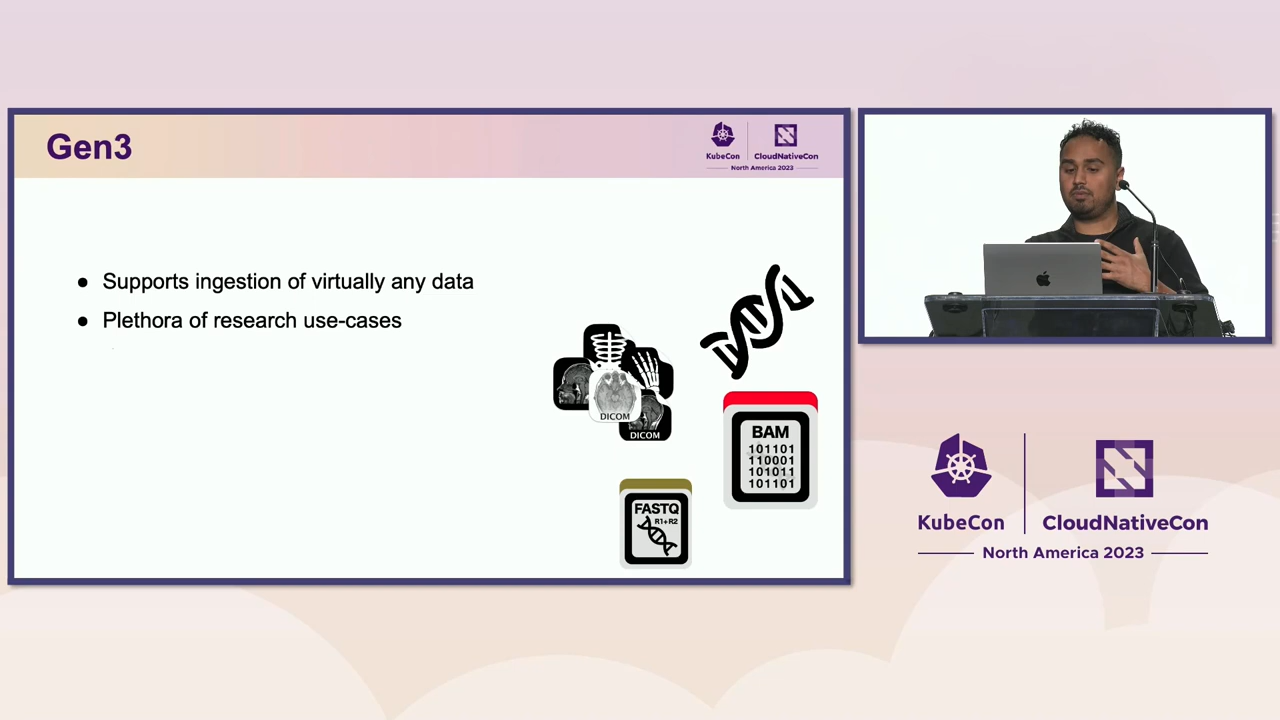 Gen3
KubeCon
CloudNativeCon
North America 2023
Supports ingestion of virtually any data
Plethora of research use-cases
DICOM
DICOM
BAM
101101
110001
101011
101101
FASTQ
R1+R2
KubeCon
CloudNativeCon
North America 2023